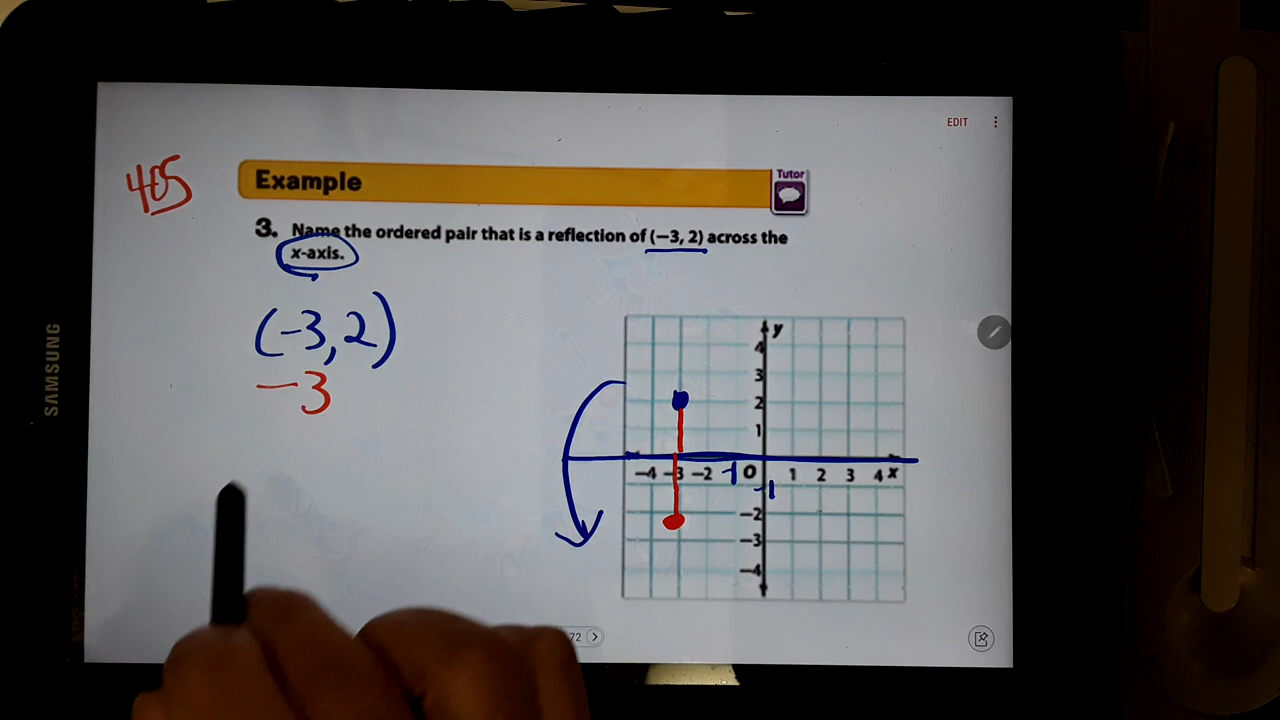 SAMSUNG
EDIT
405
Example
Tutor
3. Name the ordered pair that is a reflection of (−3, 2) across the
x-axis.
(-3,2)
-3
y
4
3
2
1
−4 −3 −2 -1 0 1 2 3 4 x
-1
−2
−3
−4
72 >